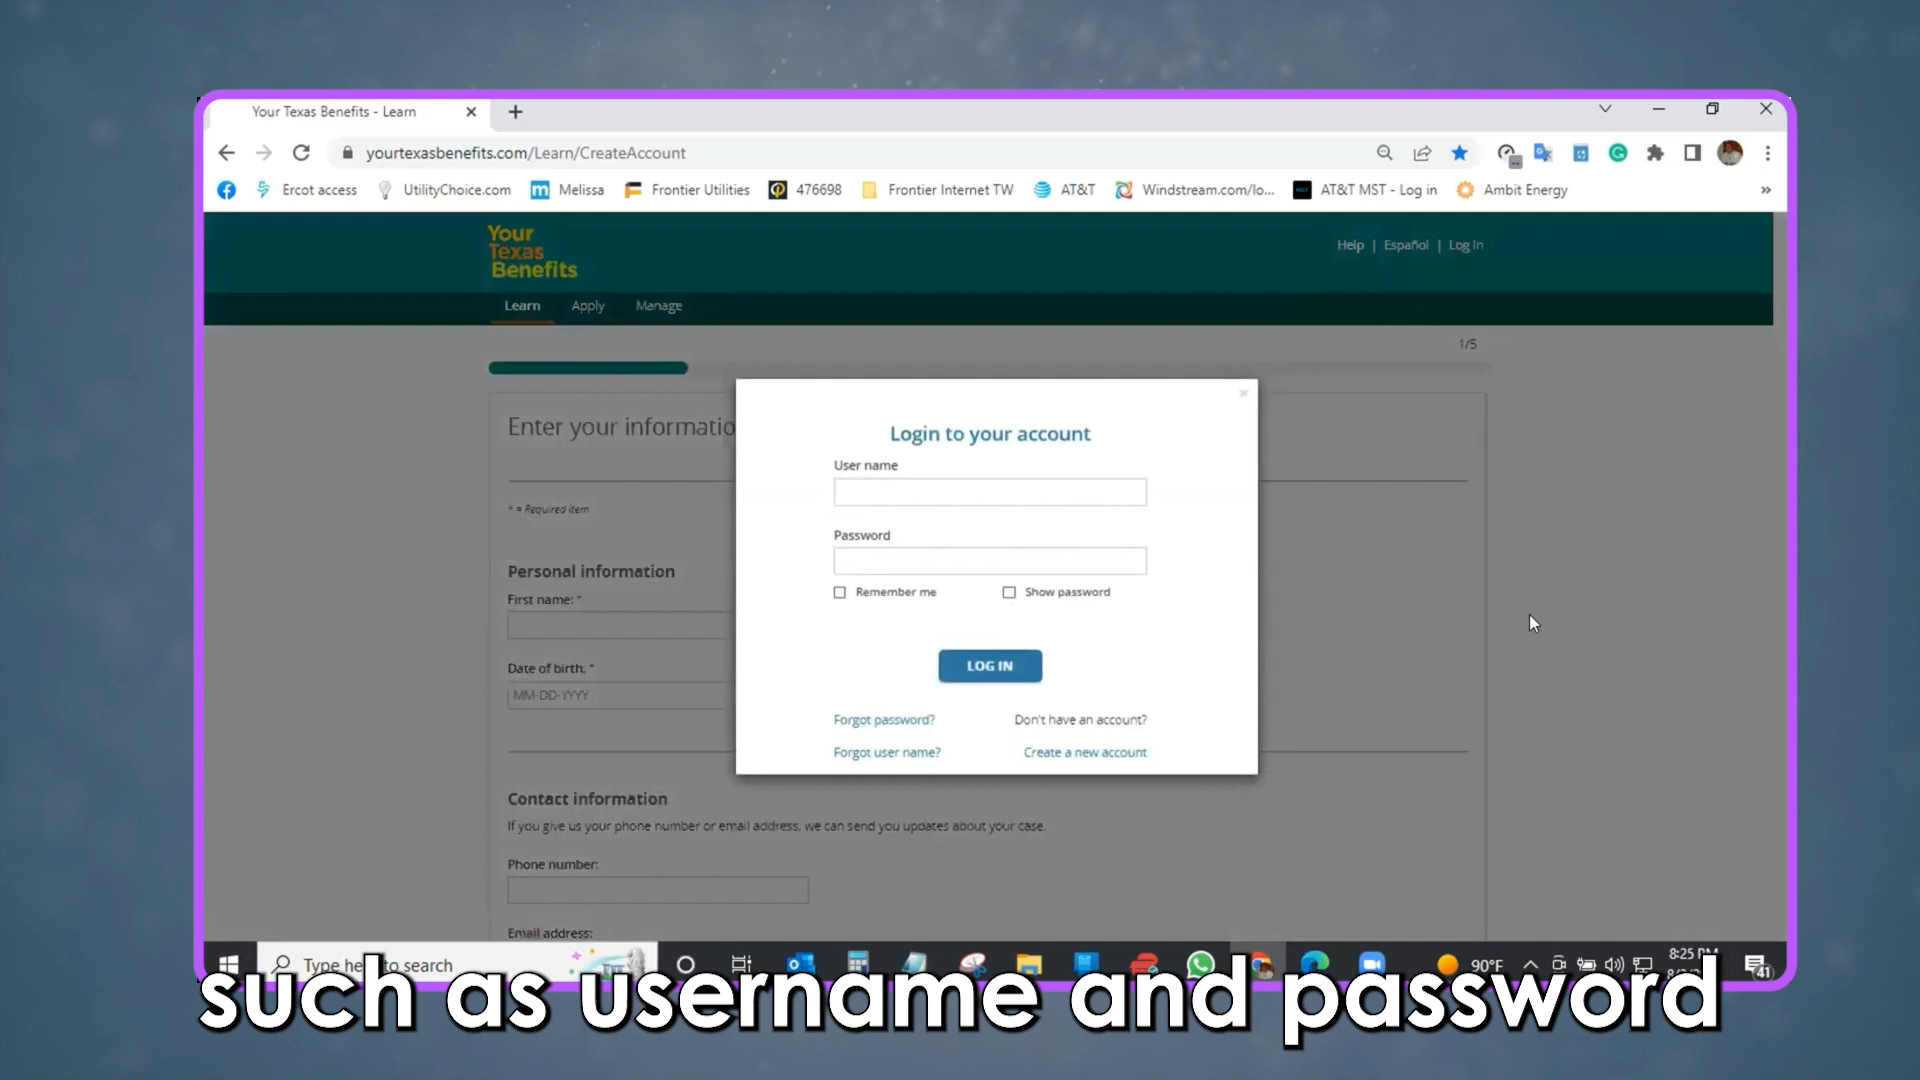 Your Texas Benefits - Learn
yourtexasbenefits.com/Learn/CreateAccount
Ercot access UtilityChoice.com Melissa Frontier Utilities 476698 Frontier Internet TW AT&T Windstream.com/lo... AT&T MST - Log in Ambit Energy »
Your
Texas
Benefits
Help | Español | Log In
Learn Apply Manage
1/5
Enter your informatio
* = Required item
Personal information
First name: *
Date of birth: *
MM-DD-YYYY
Login to your account
User name
Password
Remember me Show password
LOG IN
Forgot password? Don't have an account?
Forgot user name? Create a new account
Contact information
If you give us your phone number or email address, we can send you updates about your case.
Phone number:
Email address:
Type he to search
90°F 8:25 PM
41
such as username and password